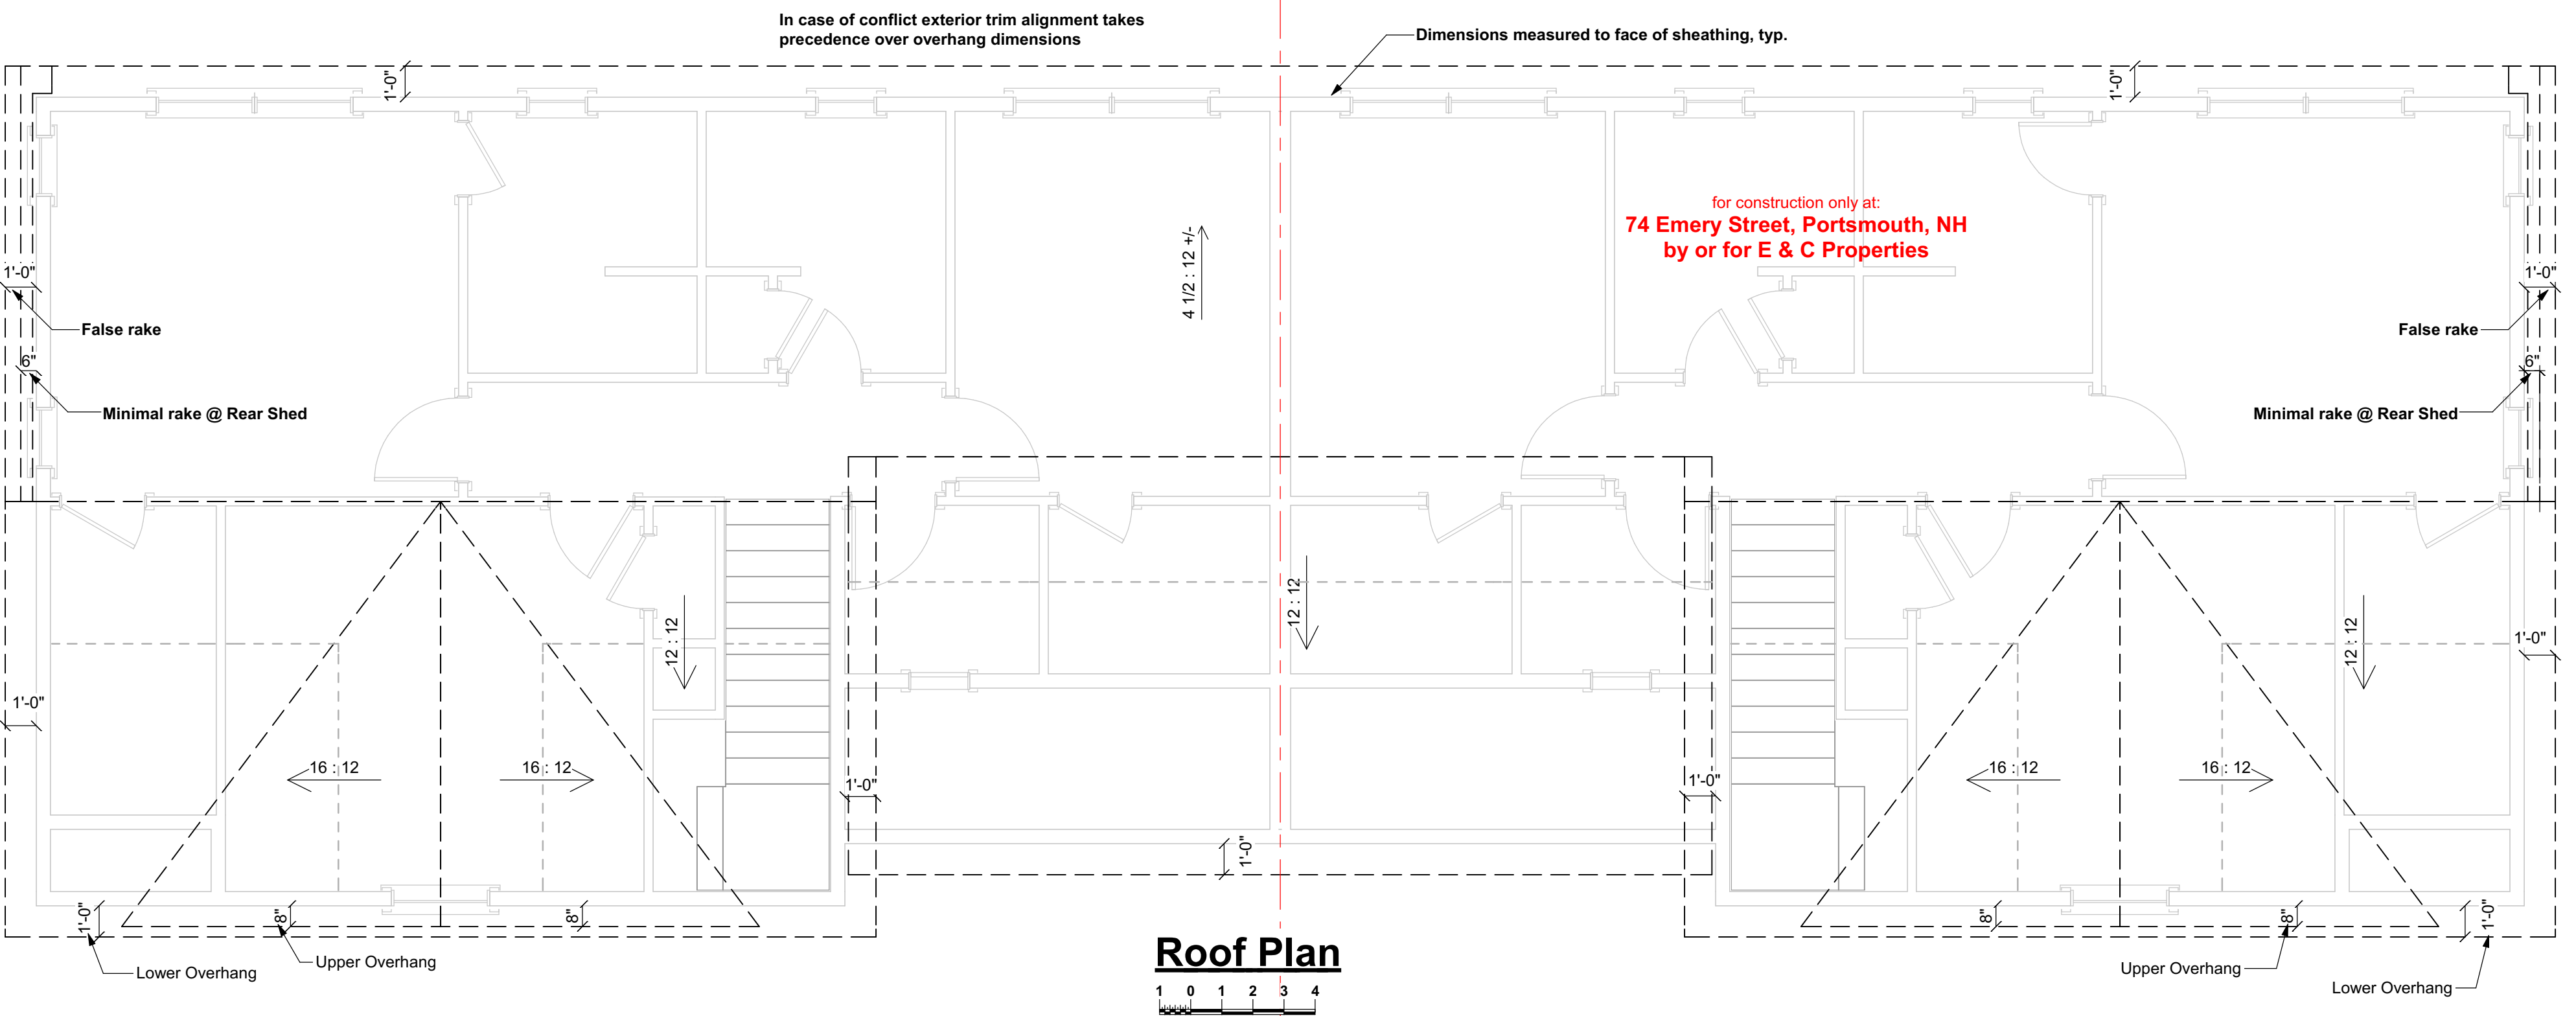 In case of conflict exterior trim alignment takes
precedence over overhang dimensions
Dimensions measured to face of sheathing, typ.
1'-0"
1'-0"
for construction only at:
74 Emery Street, Portsmouth, NH
by or for E & C Properties
4 1/2 : 12 +/-
1'-0"
1'-0"
False rake
False rake
6"
6"
Minimal rake @ Rear Shed
Minimal rake @ Rear Shed
12 : 12
12 : 12
12 : 12
1'-0"
1'-0"
16 : 12
16 : 12
16 : 12
16 : 12
1'-0"
1'-0"
1'-0"
1'-0"
8"
8"
8"
8"
1'-0"
Lower Overhang
Upper Overhang
Roof Plan
Upper Overhang
Lower Overhang
1 0 1 2 3 4